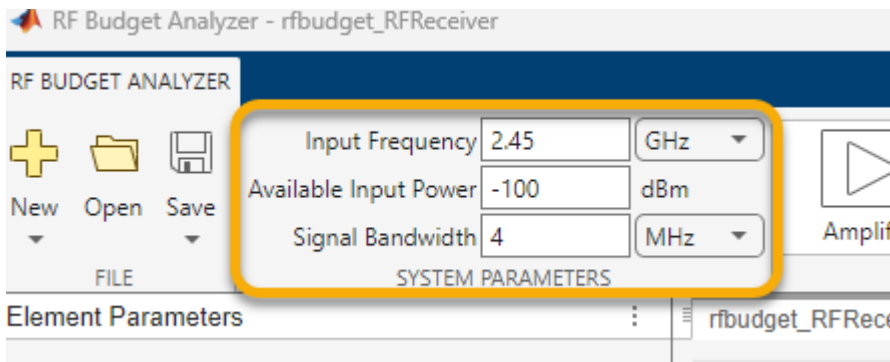 RF Budget Analyzer - rfbudget_RFReceiver
RF BUDGET ANALYZER
New
Open
Save
FILE
Input Frequency 2.45 GHz
Available Input Power -100 dBm
Signal Bandwidth 4 MHz
SYSTEM PARAMETERS
Amplif
Element Parameters
rfbudget_RFRece